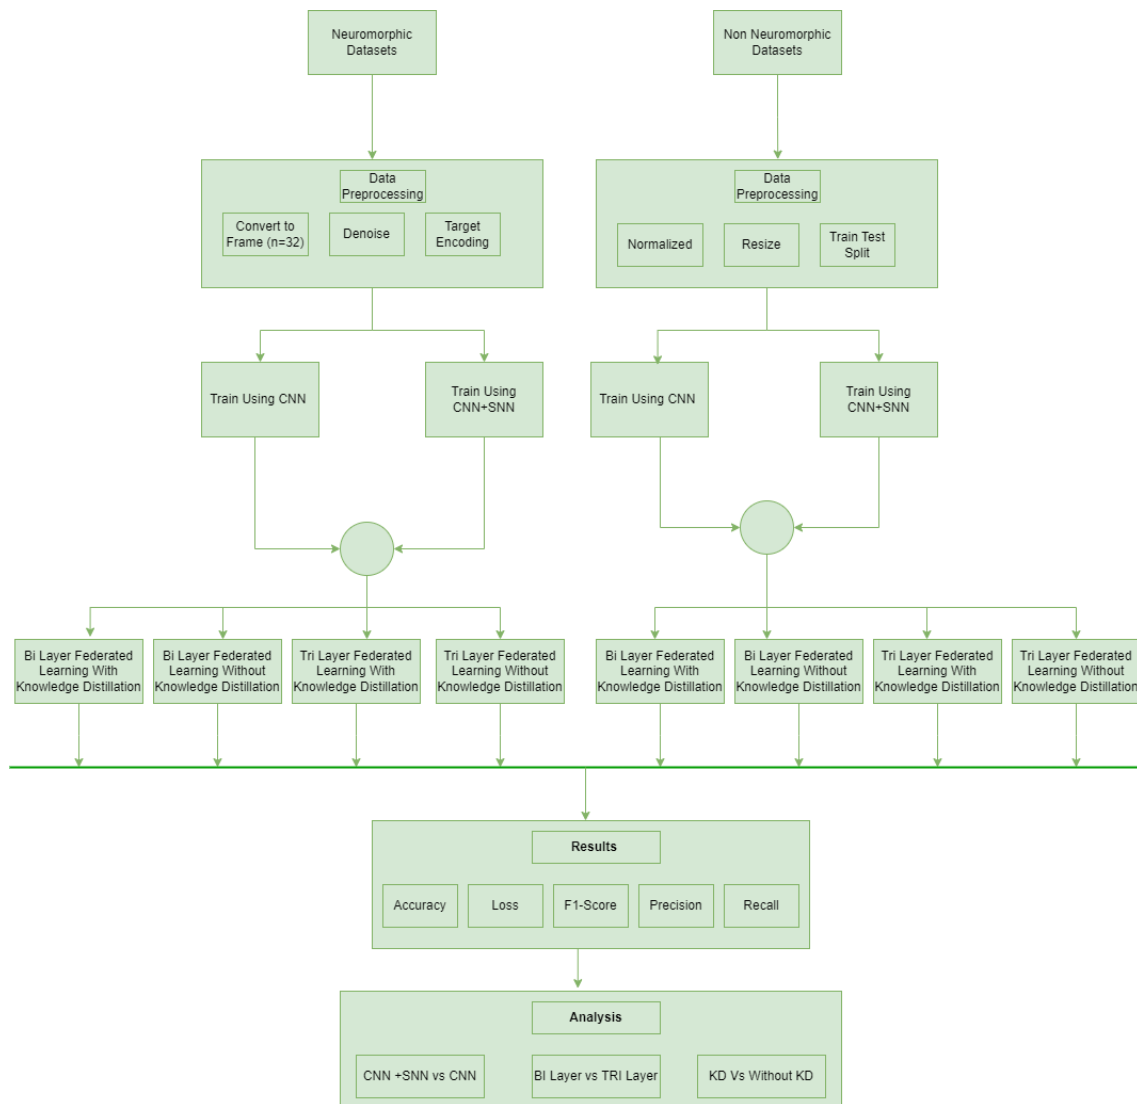 Neuromorphic
Datasets
Non Neuromorphic
Datasets
Data
Preprocessing
Convert to
Frame (n=32)
Denoise
Target
Encoding
Data
Preprocessing
Normalized
Resize
Train Test
Split
Train Using CNN
Train Using
CNN+SNN
Train Using CNN
Train Using
CNN+SNN
Bi Layer Federated
Learning With
Knowledge Distillation
Bi Layer Federated
Learning Without
Knowledge Distillation
Tri Layer Federated
Learning With
Knowledge Distillation
Tri Layer Federated
Learning Without
Knowledge Distillation
Bi Layer Federated
Learning With
Knowledge Distillation
Bi Layer Federated
Learning Without
Knowledge Distillation
Tri Layer Federated
Learning With
Knowledge Distillation
Tri Layer Federated
Learning Without
Knowledge Distillation
Results
Accuracy
Loss
F1-Score
Precision
Recall
Analysis
CNN +SNN vs CNN
BI Layer vs TRI Layer
KD Vs Without KD